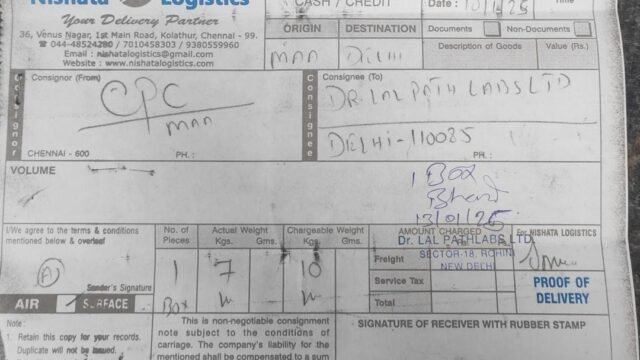 Nishata Logistics
Your Delivery Partner
36, Venus Nagar, 1st Main Road, Kolathur, Chennai - 99.
☎ 044-48524290 / 7010458303 / 9380559960
Email : nishatalogistics@gmail.com
Website : www.nishatalogistics.com
CASH / CREDIT Date Time
ORIGIN DESTINATION Documents Non-Documents
MAA DELHI Description of Goods Value (Rs.)
Consignor
Consignor (From)
CPC
MAA
CHENNAI - 600 PH. :
Consignee
Consignee (To)
DR. LAL PATH LABS LTD
DELHI - 110085
PH. :
VOLUME
1 Box
13/01/25
I/We agree to the terms & conditions
mentioned below & overleaf
Sender's Signature
AIR SURFACE
No. of Pieces Actual Weight Kgs. Gms. Chargeable Weight Kgs. Gms.
1 7 10
Box
AMOUNT CHARGED
Freight
Service Tax
Total
Dr. LAL PATHLABS LTD
SECTOR-18, ROHINI
NEW DELHI
For NISHATA LOGISTICS
PROOF OF
DELIVERY
Note :
1. Retain this copy for your records.
Duplicate will not be issued.
This is non-negotiable consignment
note subject to the conditions of
carriage. The company's liability for
the mentioned shall be compensated to a sum
SIGNATURE OF RECEIVER WITH RUBBER STAMP